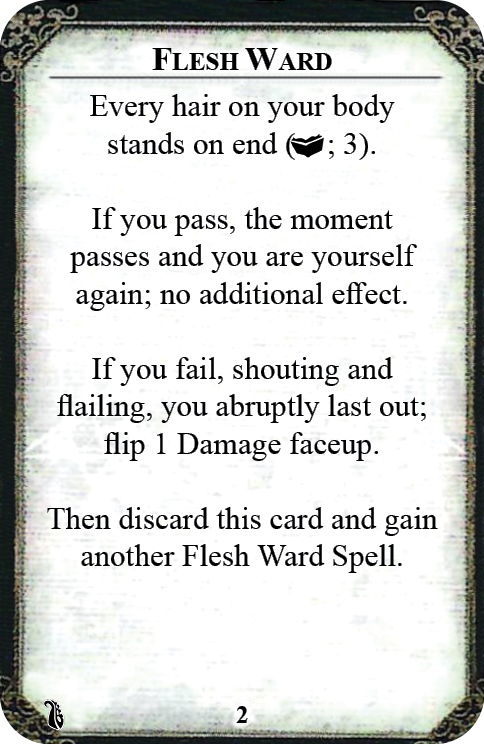 FLESH WARD
Every hair on your body
stands on end (; 3).
If you pass, the moment
passes and you are yourself
again; no additional effect.
If you fail, shouting and
flailing, you abruptly last out;
flip 1 Damage faceup.
Then discard this card and gain
another Flesh Ward Spell.
2